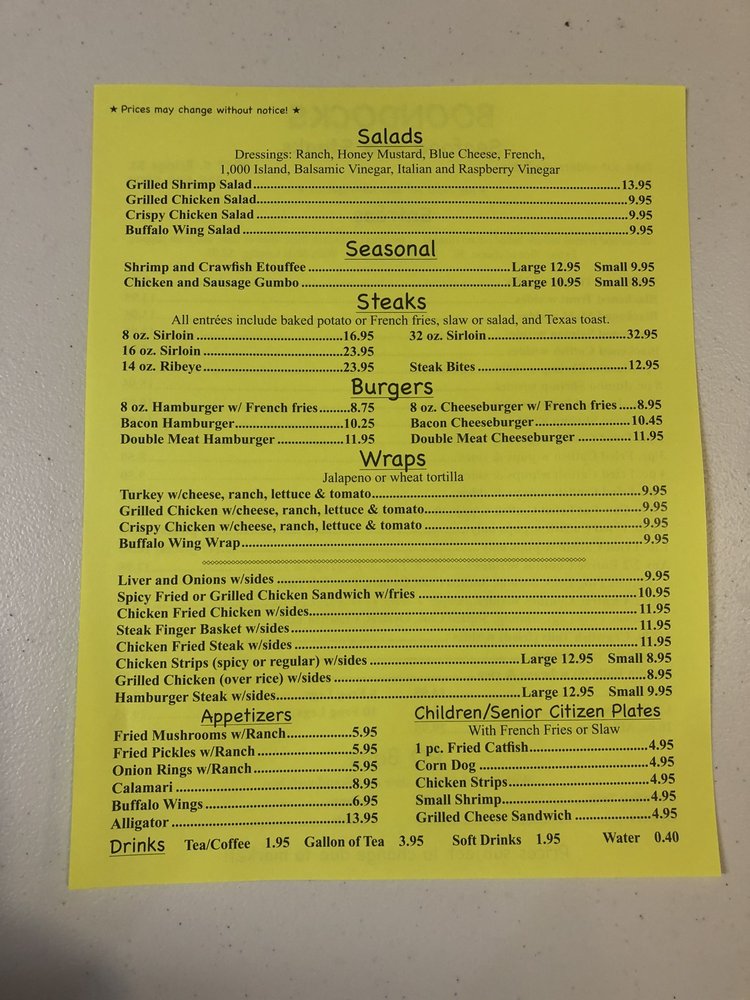 ★ Prices may change without notice! ★
Salads
Dressings: Ranch, Honey Mustard, Blue Cheese, French,
1,000 Island, Balsamic Vinegar, Italian and Raspberry Vinegar
Grilled Shrimp Salad 13.95
Grilled Chicken Salad 9.95
Crispy Chicken Salad 9.95
Buffalo Wing Salad 9.95
Seasonal
Shrimp and Crawfish Etouffee Large 12.95 Small 9.95
Chicken and Sausage Gumbo Large 10.95 Small 8.95
Steaks
All entrées include baked potato or French fries, slaw or salad, and Texas toast.
8 oz. Sirloin 16.95 32 oz. Sirloin 32.95
16 oz. Sirloin 23.95
14 oz. Ribeye 23.95 Steak Bites 12.95
Burgers
8 oz. Hamburger w/ French fries 8.75 8 oz. Cheeseburger w/ French fries 8.95
Bacon Hamburger 10.25 Bacon Cheeseburger 10.45
Double Meat Hamburger 11.95 Double Meat Cheeseburger 11.95
Wraps
Jalapeno or wheat tortilla
Turkey w/cheese, ranch, lettuce & tomato 9.95
Grilled Chicken w/cheese, ranch, lettuce & tomato 9.95
Crispy Chicken w/cheese, ranch, lettuce & tomato 9.95
Buffalo Wing Wrap 9.95
Liver and Onions w/sides 9.95
Spicy Fried or Grilled Chicken Sandwich w/fries 10.95
Chicken Fried Chicken w/sides 11.95
Steak Finger Basket w/sides 11.95
Chicken Fried Steak w/sides 11.95
Chicken Strips (spicy or regular) w/sides Large 12.95 Small 8.95
Grilled Chicken (over rice) w/sides 8.95
Hamburger Steak w/sides Large 12.95 Small 9.95
Appetizers
Fried Mushrooms w/Ranch 5.95
Fried Pickles w/Ranch 5.95
Onion Rings w/Ranch 5.95
Calamari 8.95
Buffalo Wings 6.95
Alligator 13.95
Children/Senior Citizen Plates
With French Fries or Slaw
1 pc. Fried Catfish 4.95
Corn Dog 4.95
Chicken Strips 4.95
Small Shrimp 4.95
Grilled Cheese Sandwich 4.95
Drinks Tea/Coffee 1.95 Gallon of Tea 3.95 Soft Drinks 1.95 Water 0.40